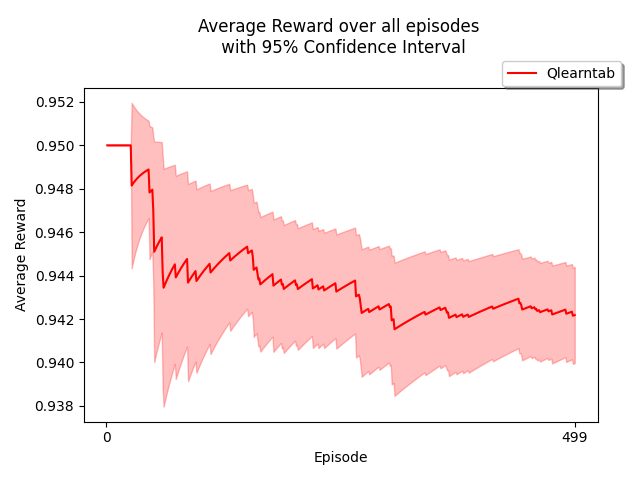 Average Reward over all episodes
with 95% Confidence Interval
Qlearntab
0.952
0.950
0.948
0.946
0.944
0.942
0.940
0.938
Average Reward
0
499
Episode